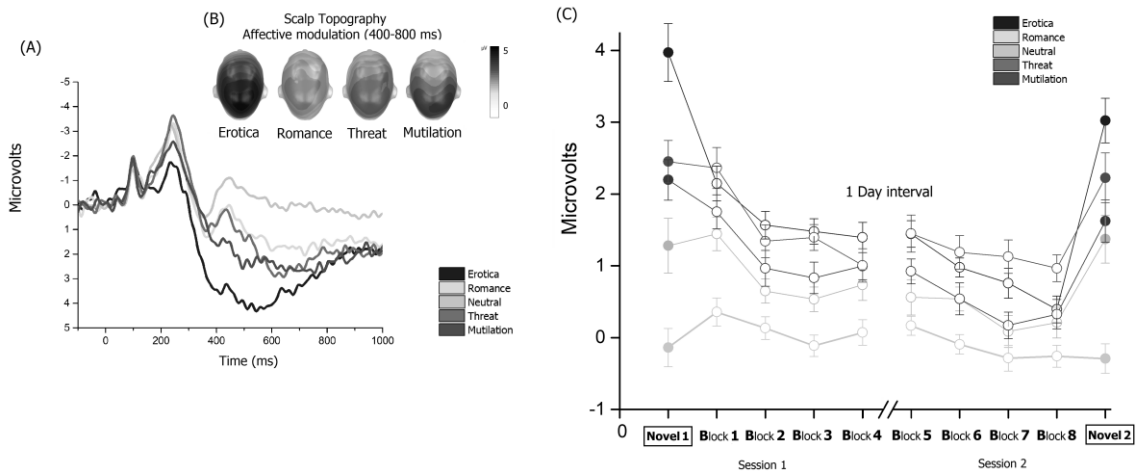 (A)
Microvolts
-5
-4
-3
-2
-1
0
1
2
3
4
5
0
200
400
600
800
1000
Time (ms)
Erotica
Romance
Neutral
Threat
Mutilation
(B)
Scalp Topography
Affective modulation (400-800 ms)
μV
5
0
Erotica
Romance
Threat
Mutilation
(C)
Microvolts
4
3
2
1
0
-1
Erotica
Romance
Neutral
Threat
Mutilation
1 Day interval
0
Novel 1
Block 1
Block 2
Block 3
Block 4
Block 5
Block 6
Block 7
Block 8
Novel 2
Session 1
Session 2